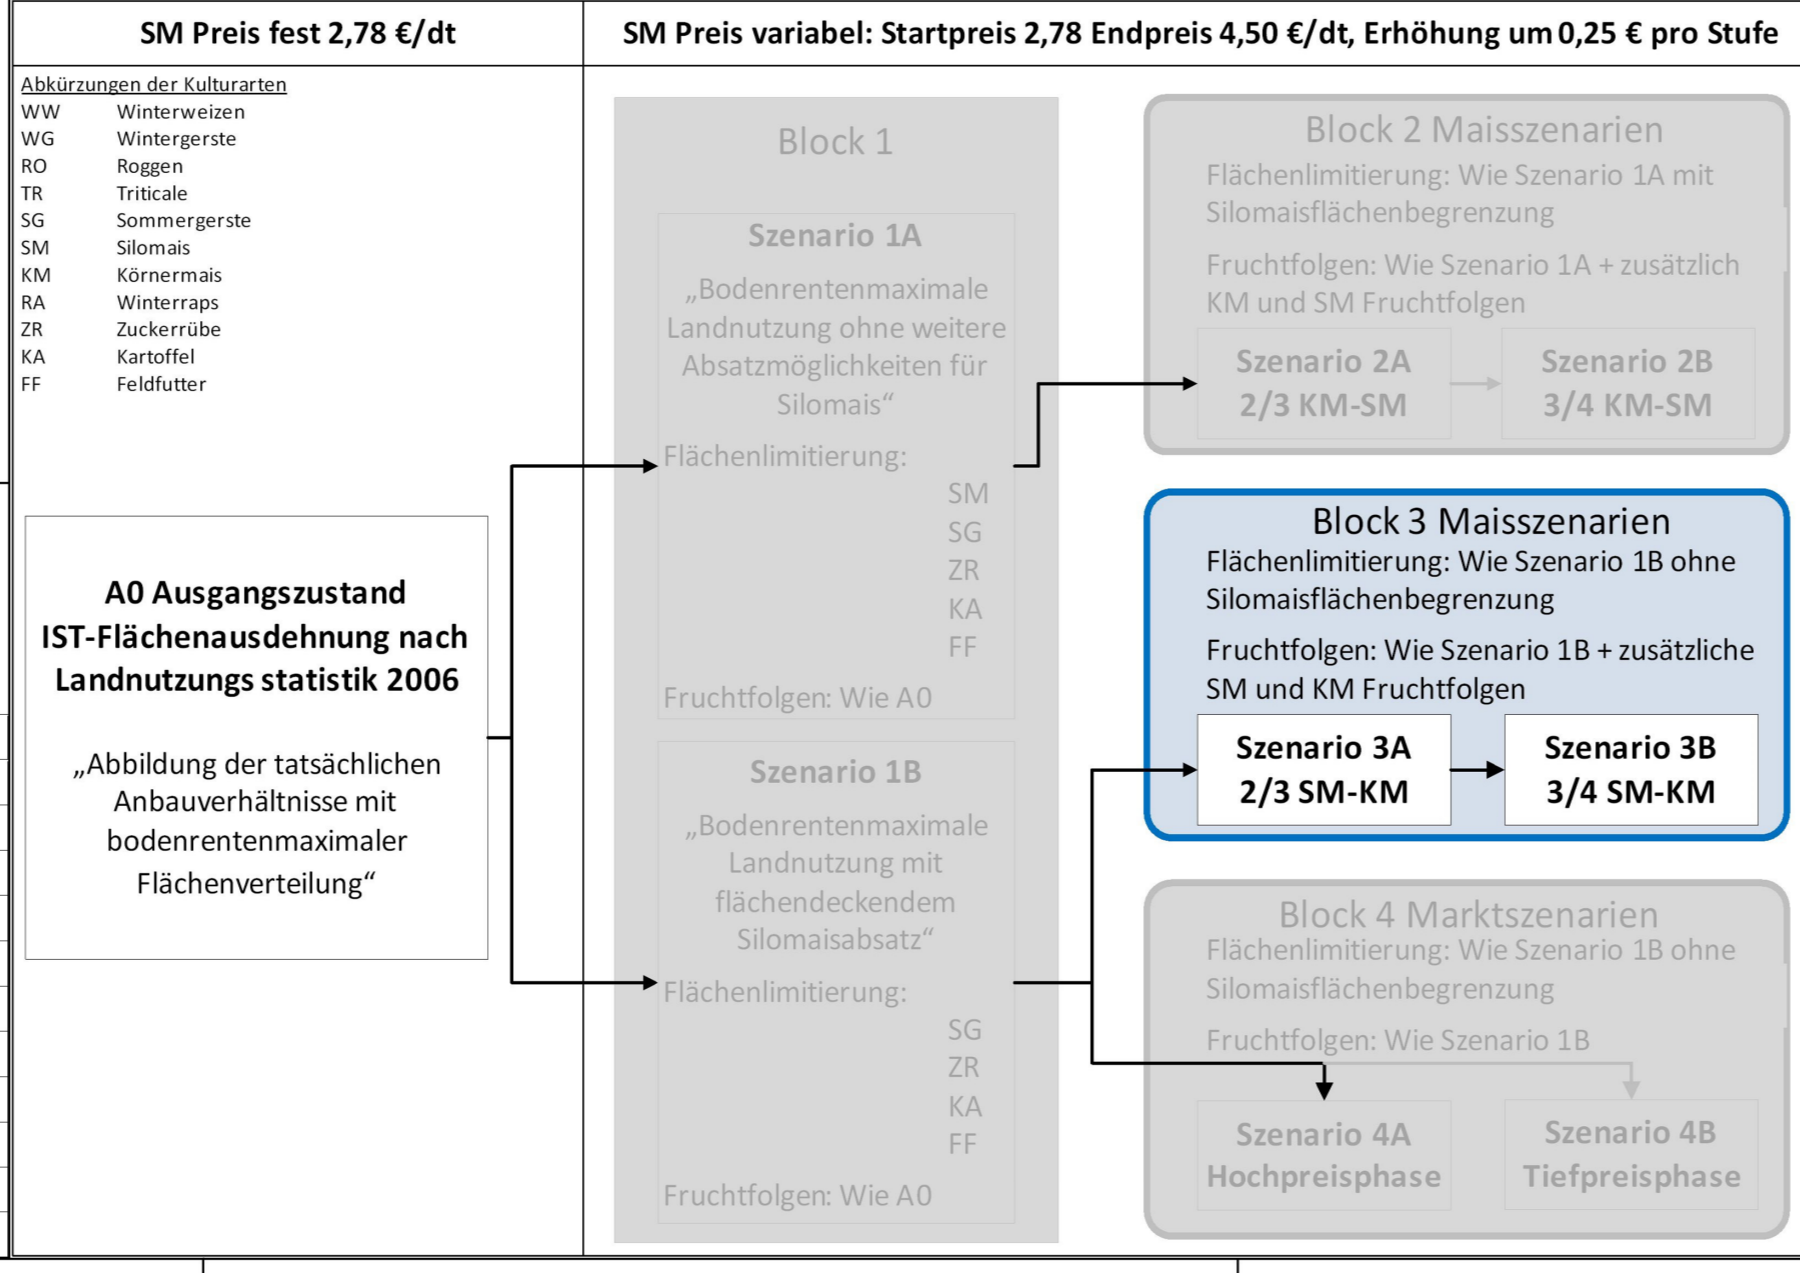 SM Preis fest 2,78 €/dt
SM Preis variabel: Startpreis 2,78 Endpreis 4,50 €/dt, Erhöhung um 0,25 € pro Stufe
Abkürzungen der Kulturarten
WW Winterweizen
WG Wintergerste
RO Roggen
TR Triticale
SG Sommergerste
SM Silomais
KM Körnermais
RA Winterraps
ZR Zuckerrübe
KA Kartoffel
FF Feldfutter
A0 Ausgangszustand
IST-Flächenausdehnung nach
Landnutzungs statistik 2006
„Abbildung der tatsächlichen
Anbauverhältnisse mit
bodenrentenmaximaler
Flächenverteilung“
Block 1
Szenario 1A
„Bodenrentenmaximale
Landnutzung ohne weitere
Absatzmöglichkeiten für
Silomais“
Flächenlimitierung:
SM
SG
ZR
KA
FF
Fruchtfolgen: Wie A0
Szenario 1B
„Bodenrentenmaximale
Landnutzung mit
flächendeckendem
Silomaisabsatz“
Flächenlimitierung:
SG
ZR
KA
FF
Fruchtfolgen: Wie A0
Block 2 Maisszenarien
Flächenlimitierung: Wie Szenario 1A mit
Silomaisflächenbegrenzung
Fruchtfolgen: Wie Szenario 1A + zusätzlich
KM und SM Fruchtfolgen
Szenario 2A
2/3 KM-SM
Szenario 2B
3/4 KM-SM
Block 3 Maisszenarien
Flächenlimitierung: Wie Szenario 1B ohne
Silomaisflächenbegrenzung
Fruchtfolgen: Wie Szenario 1B + zusätzliche
SM und KM Fruchtfolgen
Szenario 3A
2/3 SM-KM
Szenario 3B
3/4 SM-KM
Block 4 Marktszenarien
Flächenlimitierung: Wie Szenario 1B ohne
Silomaisflächenbegrenzung
Fruchtfolgen: Wie Szenario 1B
Szenario 4A
Hochpreisphase
Szenario 4B
Tiefpreisphase